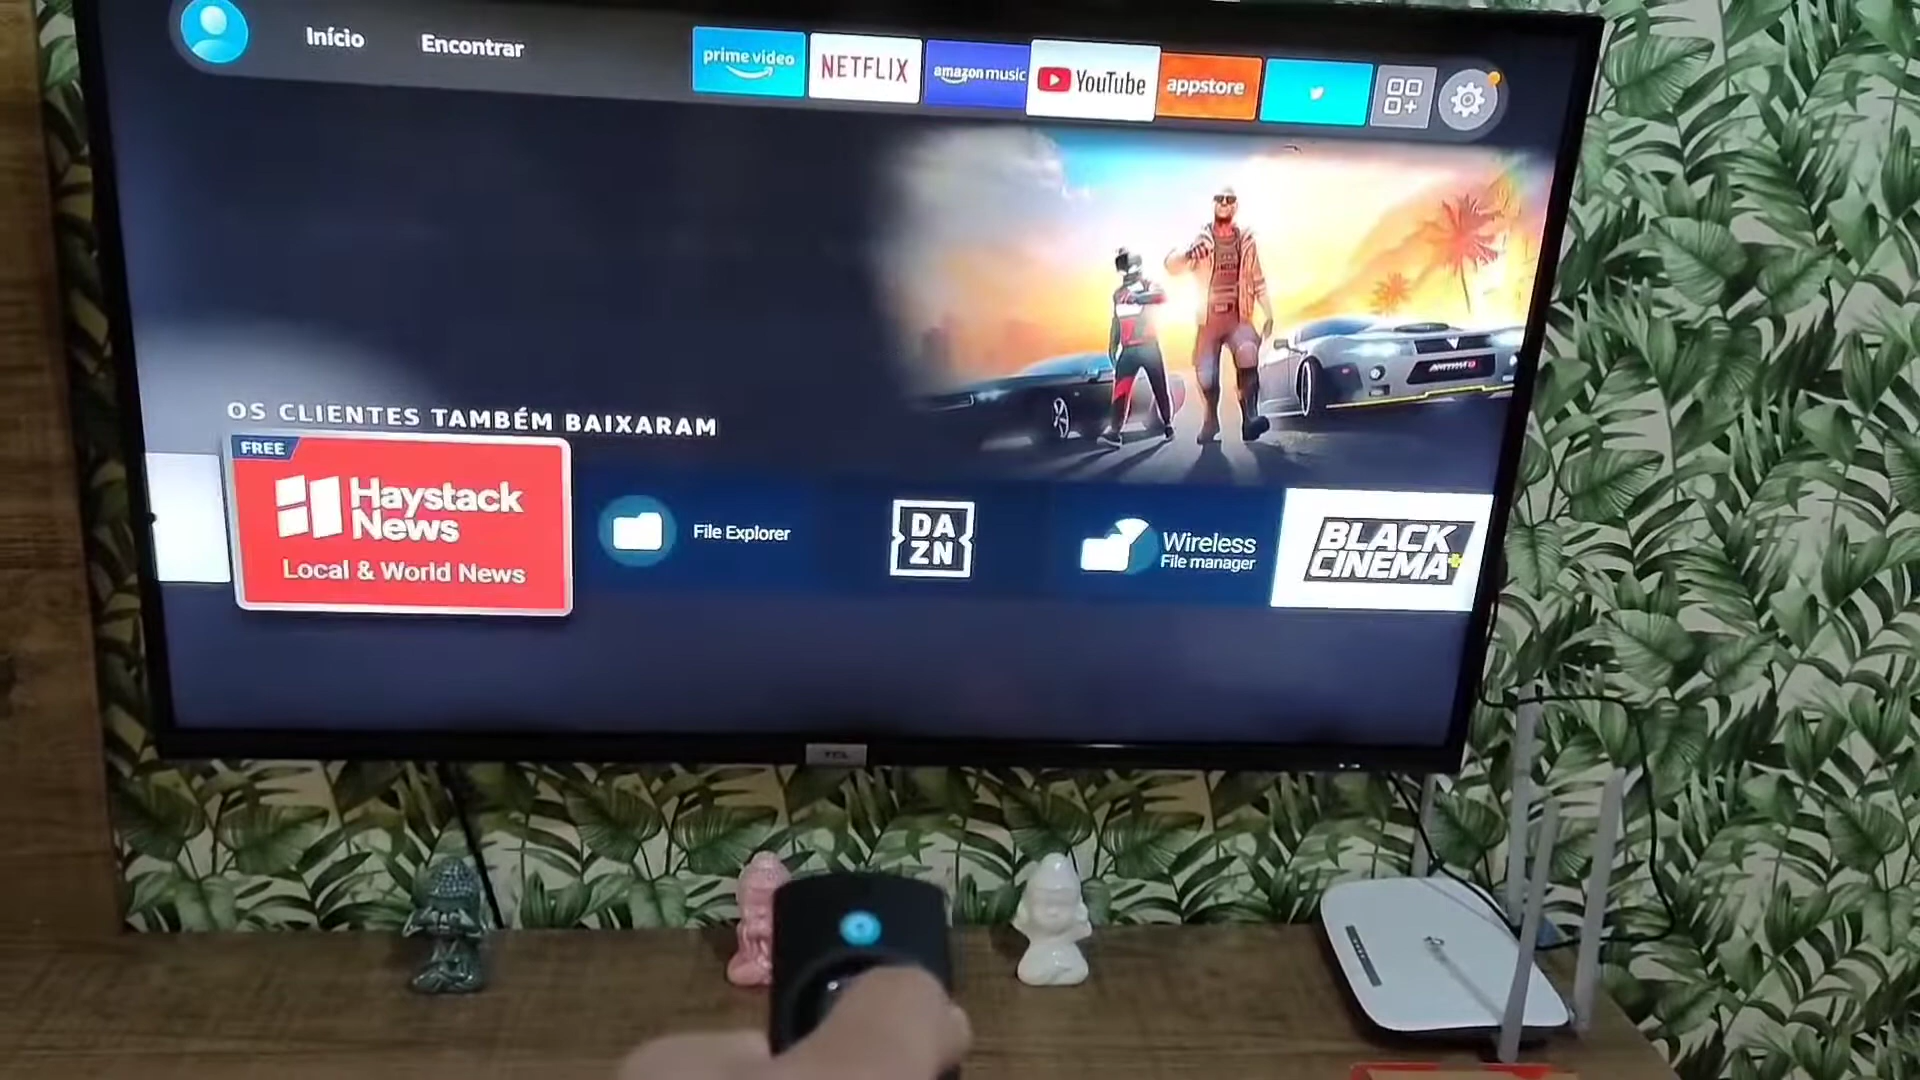 Início
Encontrar
prime video
NETFLIX
amazon music
YouTube
appstore
OS CLIENTES TAMBÉM BAIXARAM
FREE
Haystack
News
Local & World News
File Explorer
DA
ZN
Wireless
File manager
BLACK
CINEMA+
TCL